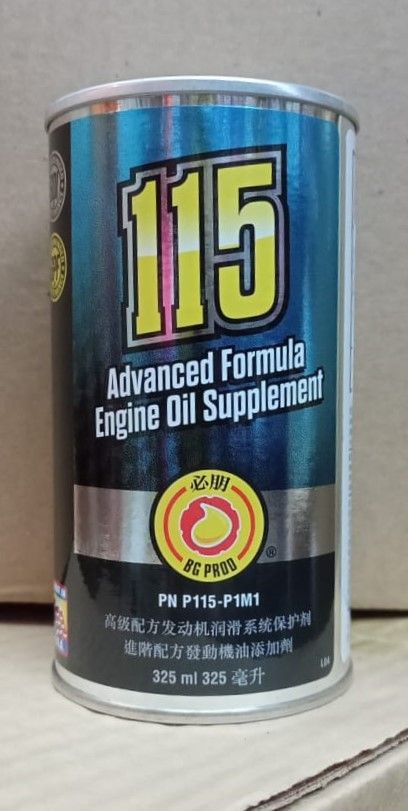 115
Advanced Formula
Engine Oil Supplement
必朋
BG PROD
®
PN P115-P1M1
高级配方发动机润滑系统保护剂
進階配方發動機油添加劑
325 ml 325 毫升